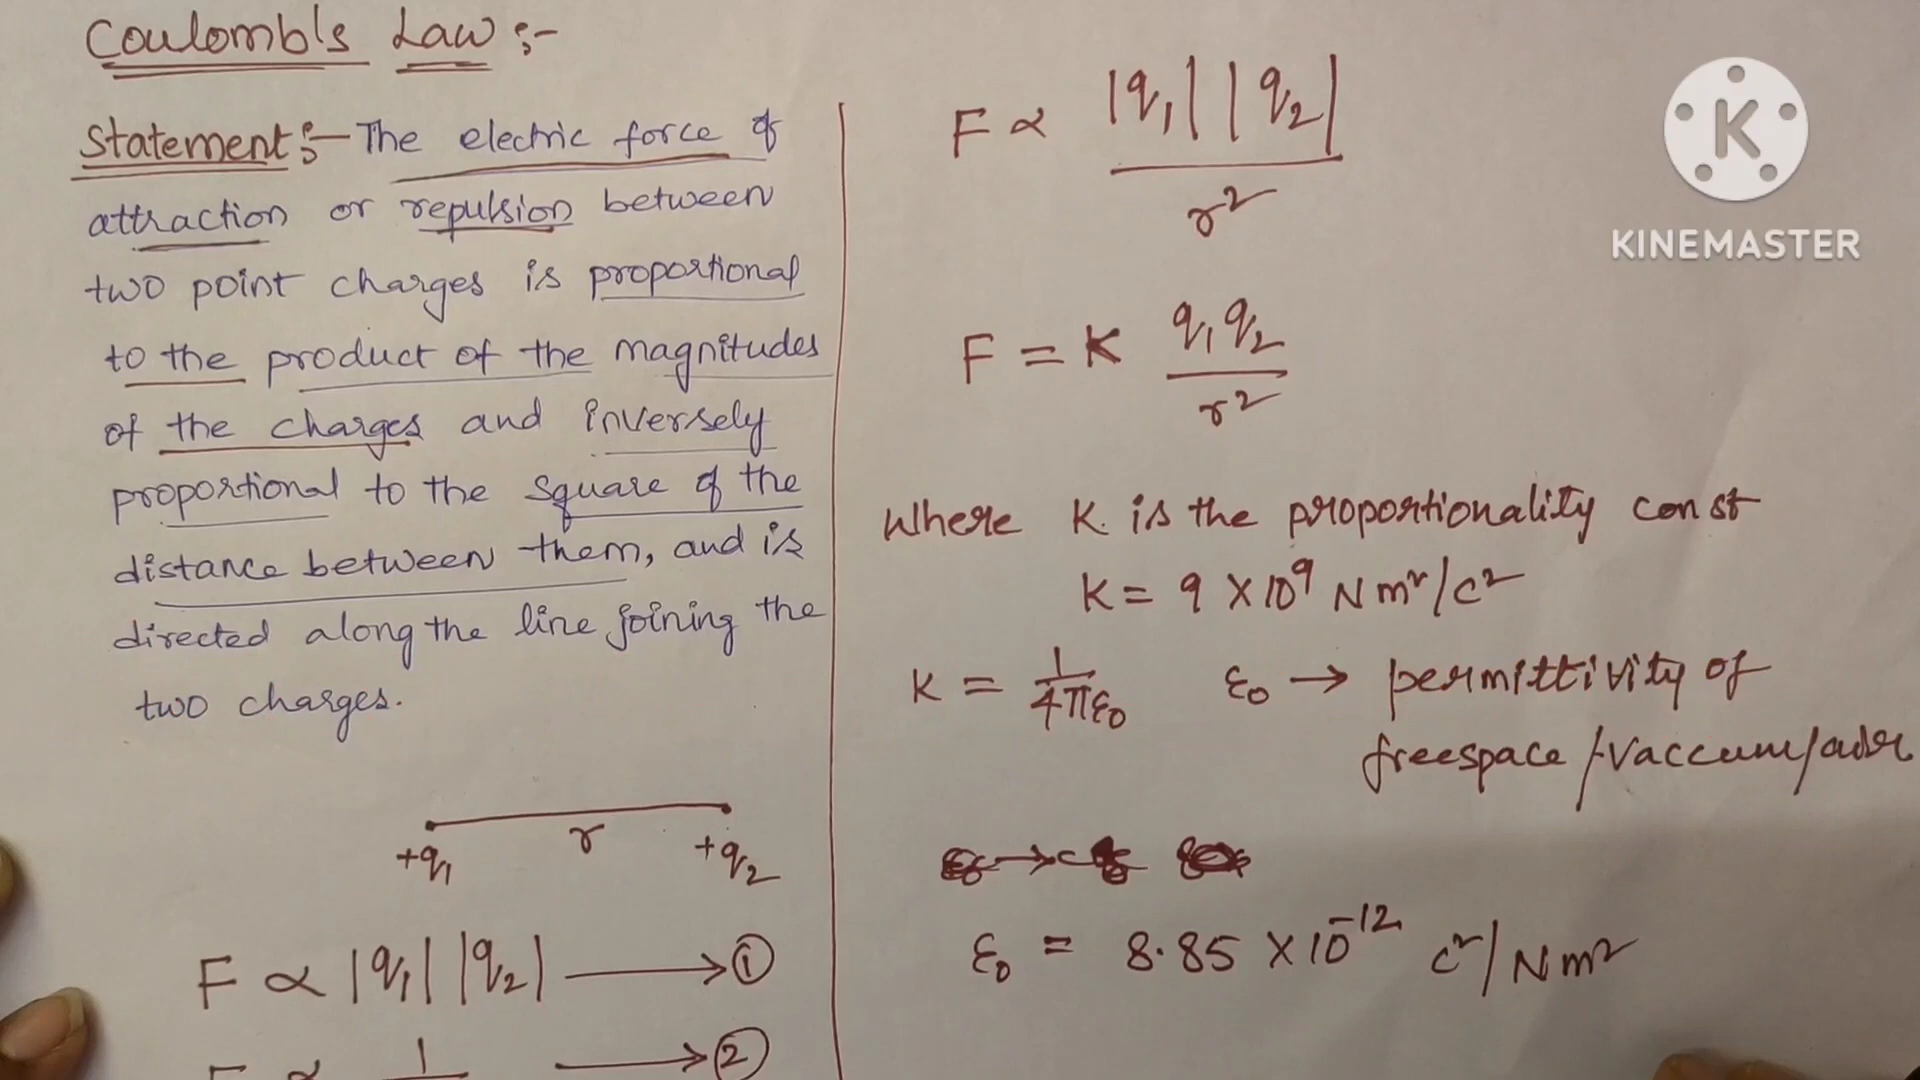 Coulomb's Law :-
Statement :- The electric force of
attraction or repulsion between
two point charges is proportional
to the product of the magnitudes
of the charges and inversely
proportional to the square of the
distance between them, and is
directed along the line joining the
two charges.
r
+q₁ +q₂
F ∝ |q₁| |q₂| → ①
F ∝ 1 → ②
F ∝ |q₁| |q₂| / r²
F = K q₁q₂ / r²
Where K. is the proportionality const
K = 9 × 10⁹ N m²/c²
K = 1/4πε₀ ε₀ → permittivity of
freespace/vaccum/
ε₀ = 8.85 × 10⁻¹² c²/Nm²
K
KINEMASTER